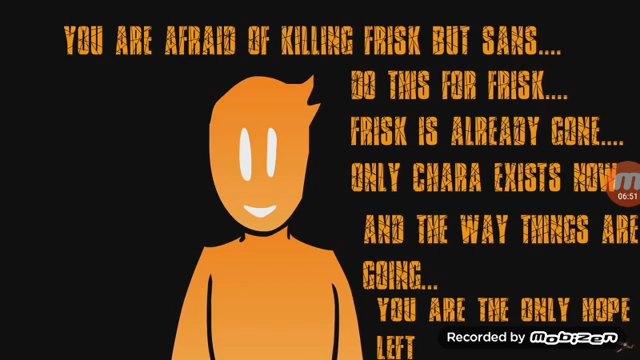 YOU ARE AFRAID OF KILLING FRISK BUT SANS....
DO THIS FOR FRISK....
FRISK IS ALREADY GONE....
ONLY CHARA EXISTS NOW
06:51
AND THE WAY THINGS ARE
GOING...
YOU ARE THE ONLY HOPE
LEFT
Recorded by Mobizen